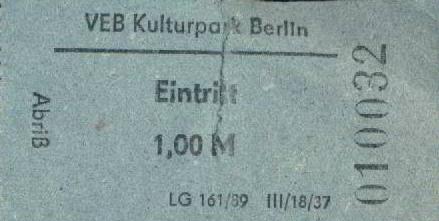 VEB Kulturpark Berlin
Eintritt
1,00 M
LG 161/89 III/18/37
Abriß
010032